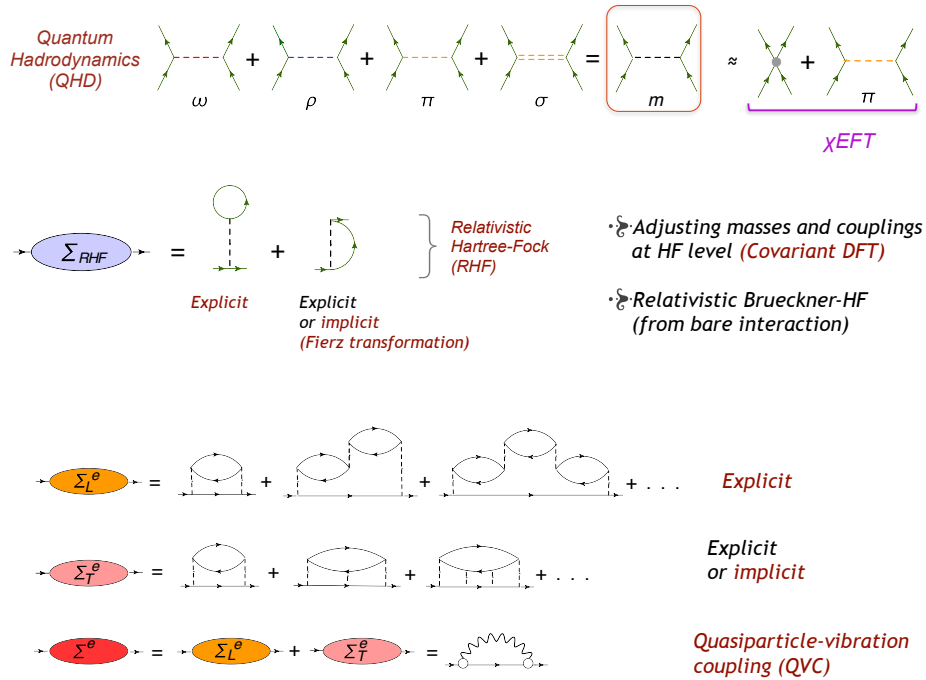 Quantum
Hadrodynamics
(QHD)
+ + + = ≈ +
ω ρ π σ m π
χEFT
Σ_RHF = +
Relativistic
Hartree-Fock
(RHF)
Explicit
Explicit
or implicit
(Fierz transformation)
Adjusting masses and couplings
at HF level (Covariant DFT)
Relativistic Brueckner-HF
(from bare interaction)
Σ_L^e = + + + . . . Explicit
Σ_T^e = + + + . . .
Explicit
or implicit
Σ^e = Σ_L^e + Σ_T^e =
Quasiparticle-vibration
coupling (QVC)